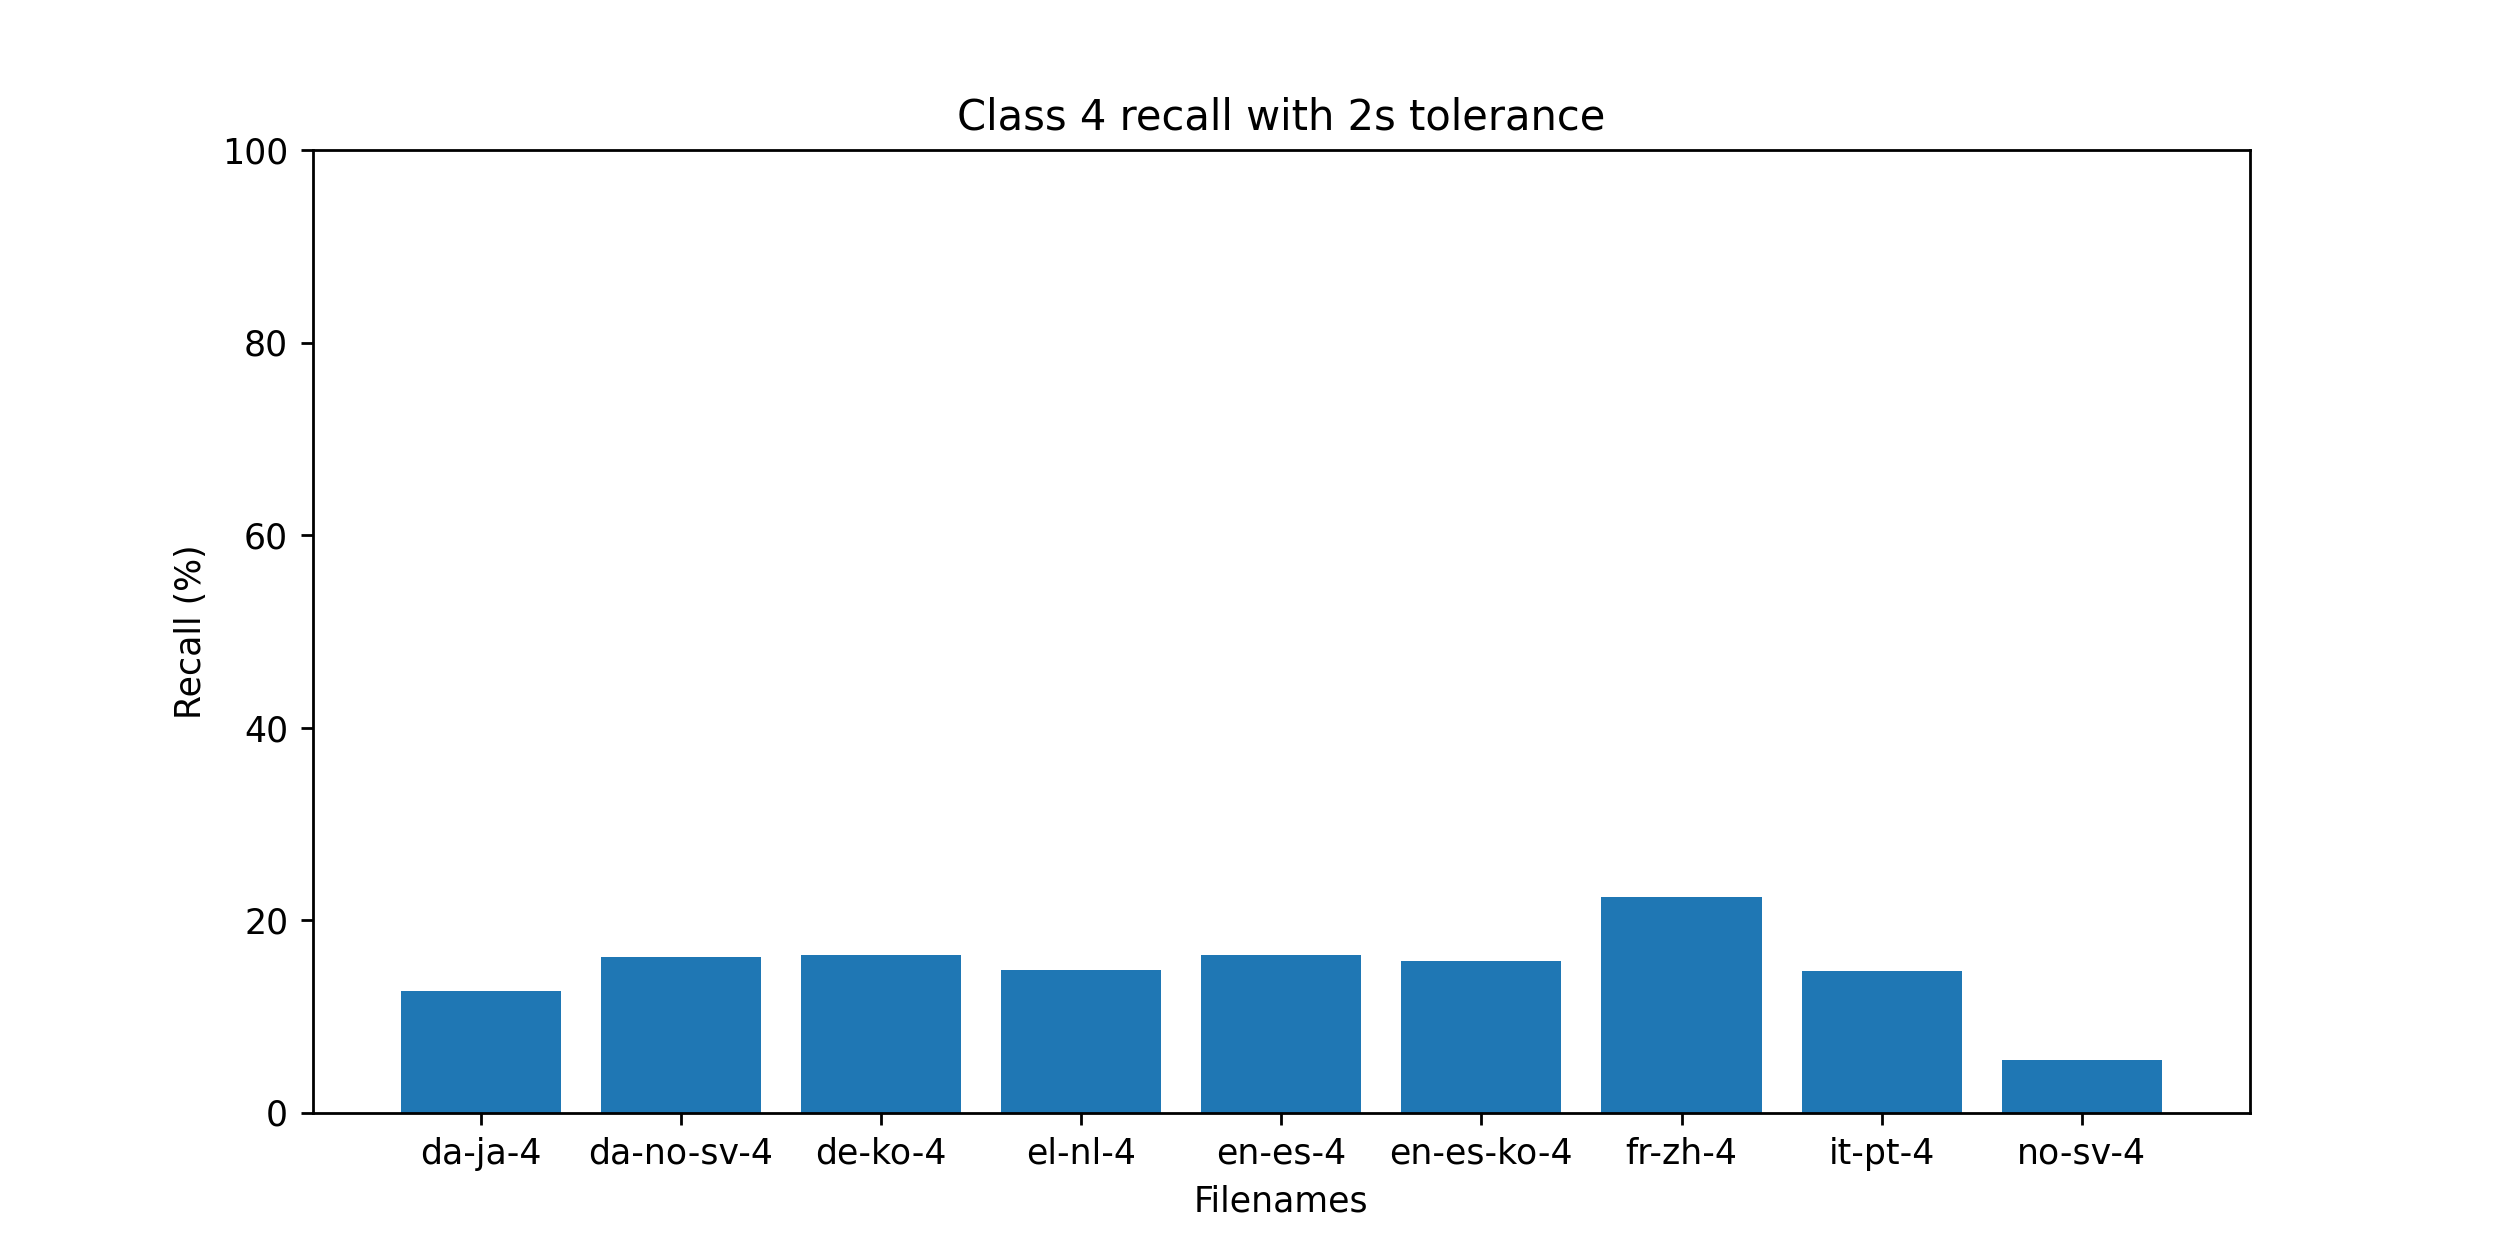 Class 4 recall with 2s tolerance
100
80
60
40
20
0
Recall (%)
da-ja-4 da-no-sv-4 de-ko-4 el-nl-4 en-es-4 en-es-ko-4 fr-zh-4 it-pt-4 no-sv-4
Filenames